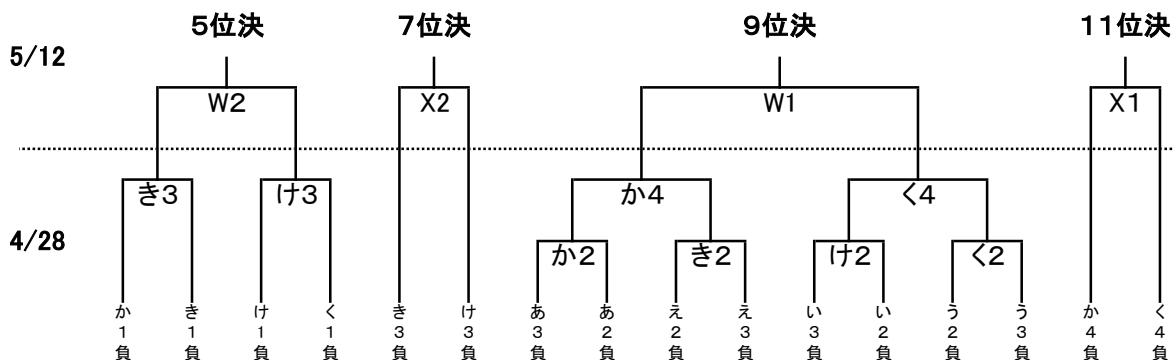 5位決 7位決 9位決 11位決
5/12
W2 X2 W1 X1
き3 け3 か4 く4
4/28
か2 き2 け2 く2
か1負 き1負 け1負 く1負 き3負 け3負 あ3負 あ2負 え2負 え3負 い3負 い2負 う2負 う3負 か4負 く4負